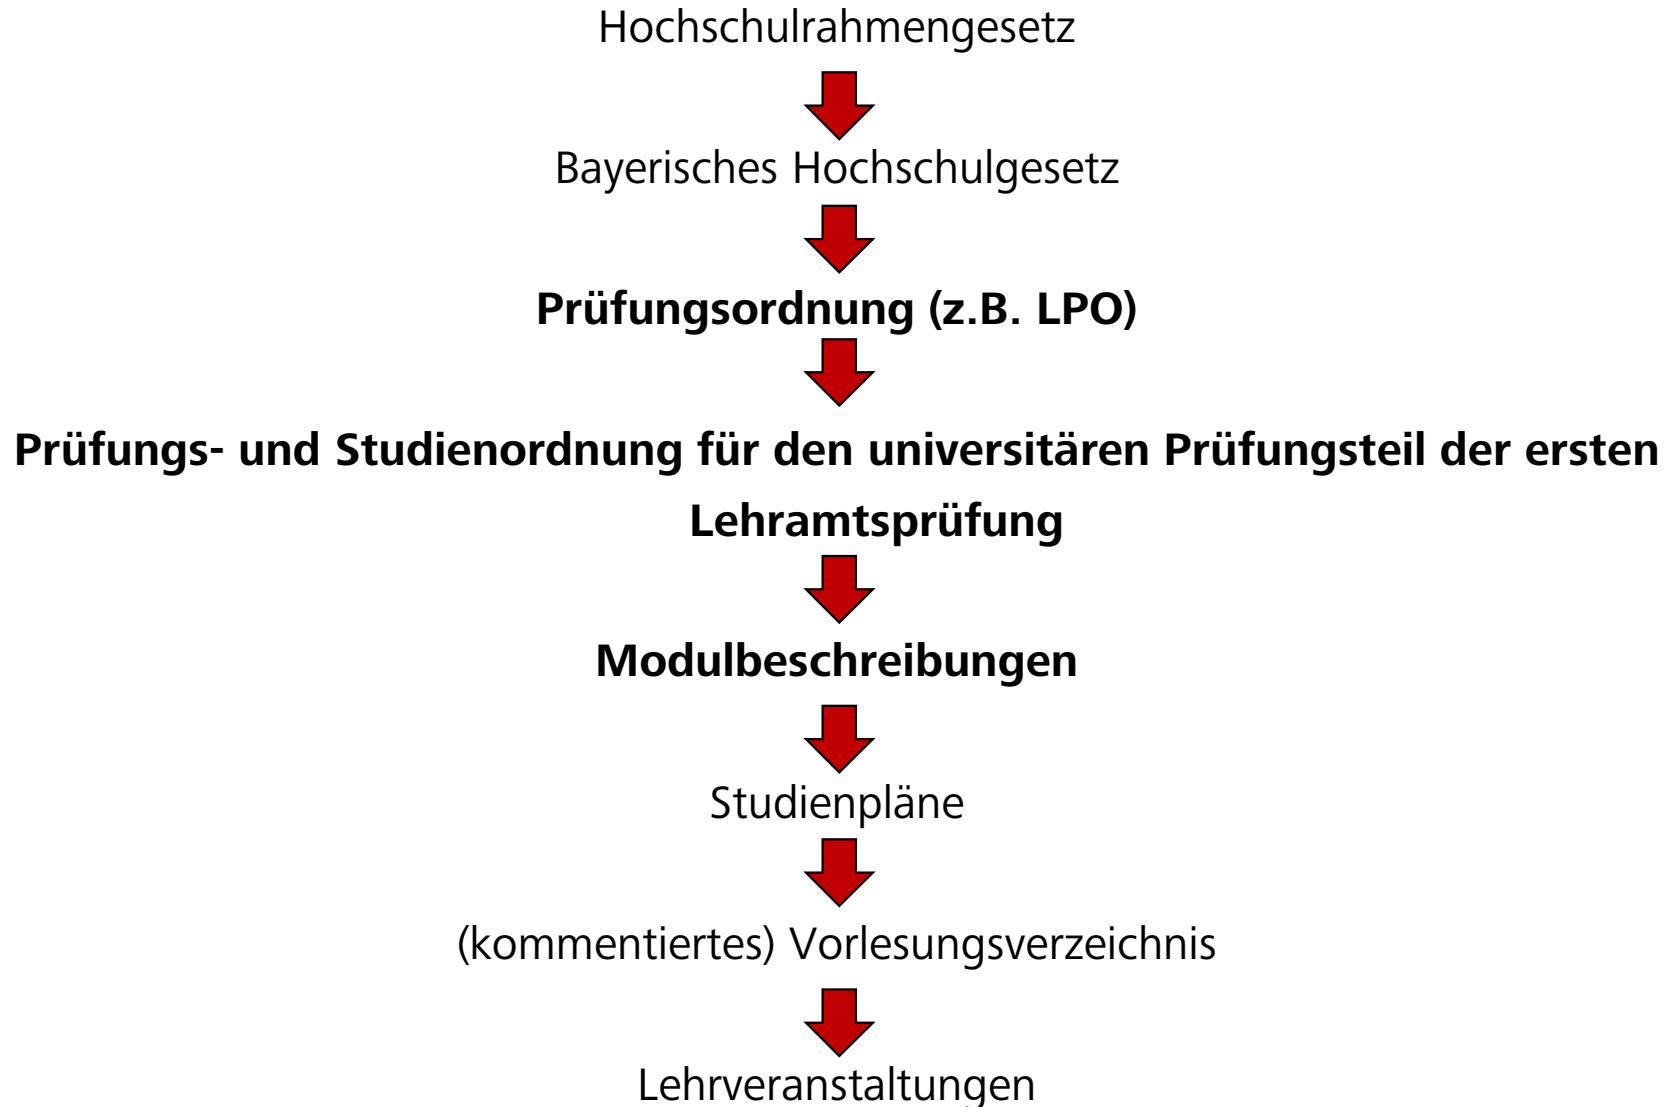 Hochschulrahmengesetz
Bayerisches Hochschulgesetz
Prüfungsordnung (z.B. LPO)
Prüfungs- und Studienordnung für den universitären Prüfungsteil der ersten
Lehramtsprüfung
Modulbeschreibungen
Studienpläne
(kommentiertes) Vorlesungsverzeichnis
Lehrveranstaltungen